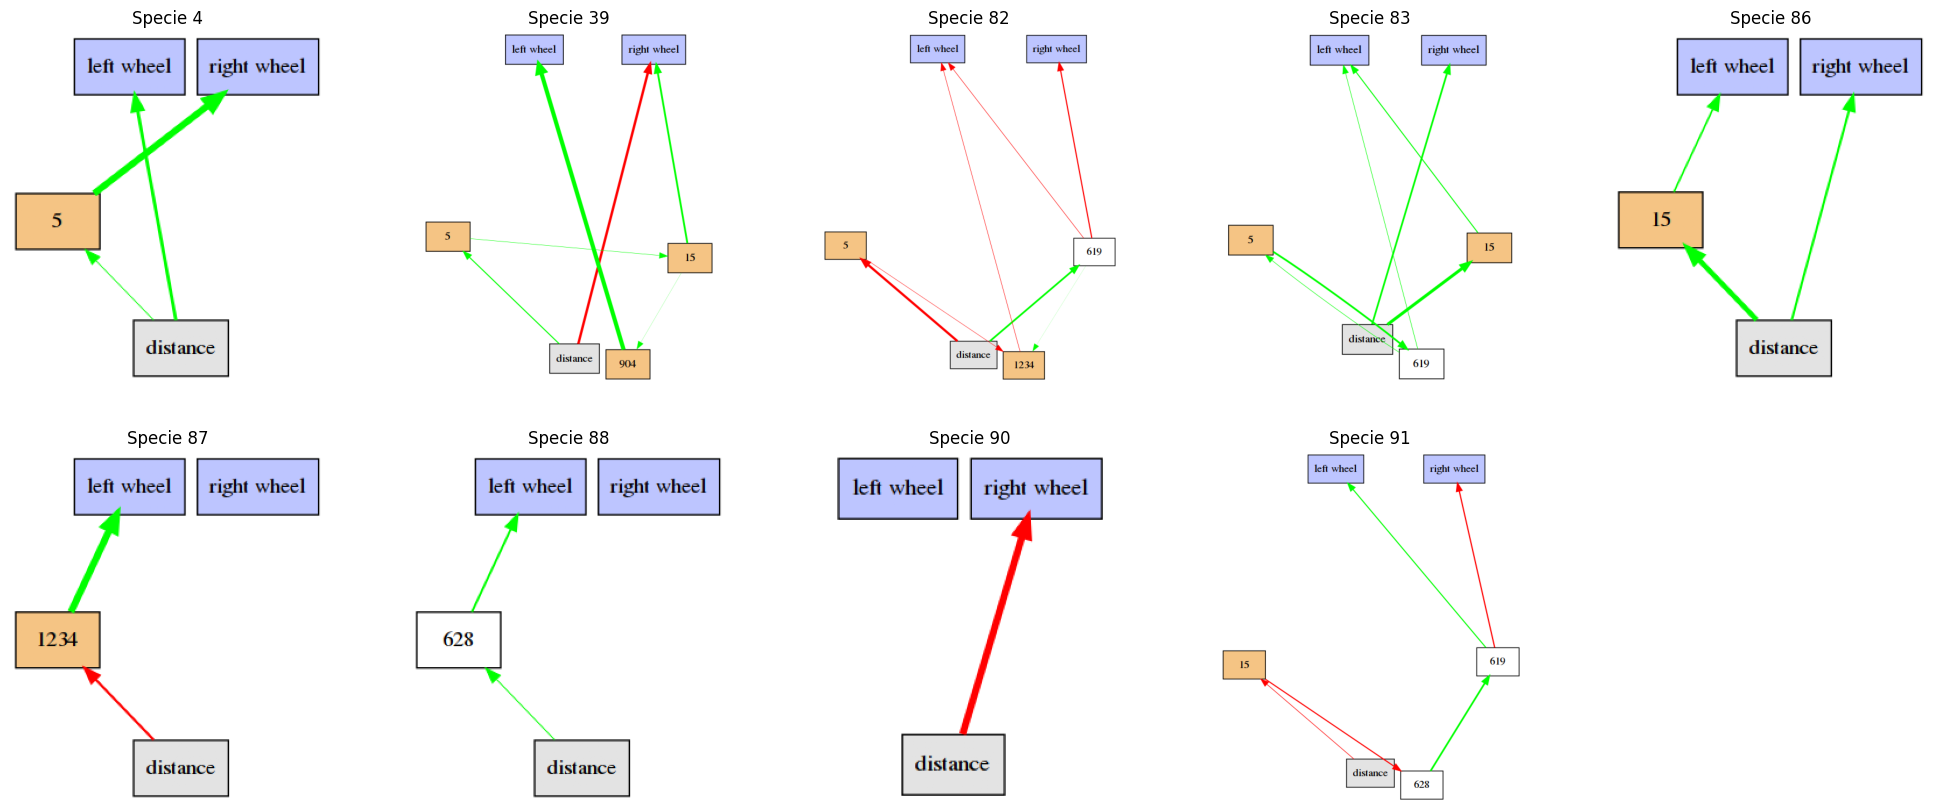 Specie 4
left wheel
right wheel
5
distance
Specie 39
left wheel
right wheel
5
15
distance
904
Specie 82
left wheel
right wheel
5
619
distance
1234
Specie 83
left wheel
right wheel
5
15
distance
619
Specie 86
left wheel
right wheel
15
distance
Specie 87
left wheel
right wheel
1234
distance
Specie 88
left wheel
right wheel
628
distance
Specie 90
left wheel
right wheel
distance
Specie 91
left wheel
right wheel
15
619
distance
628